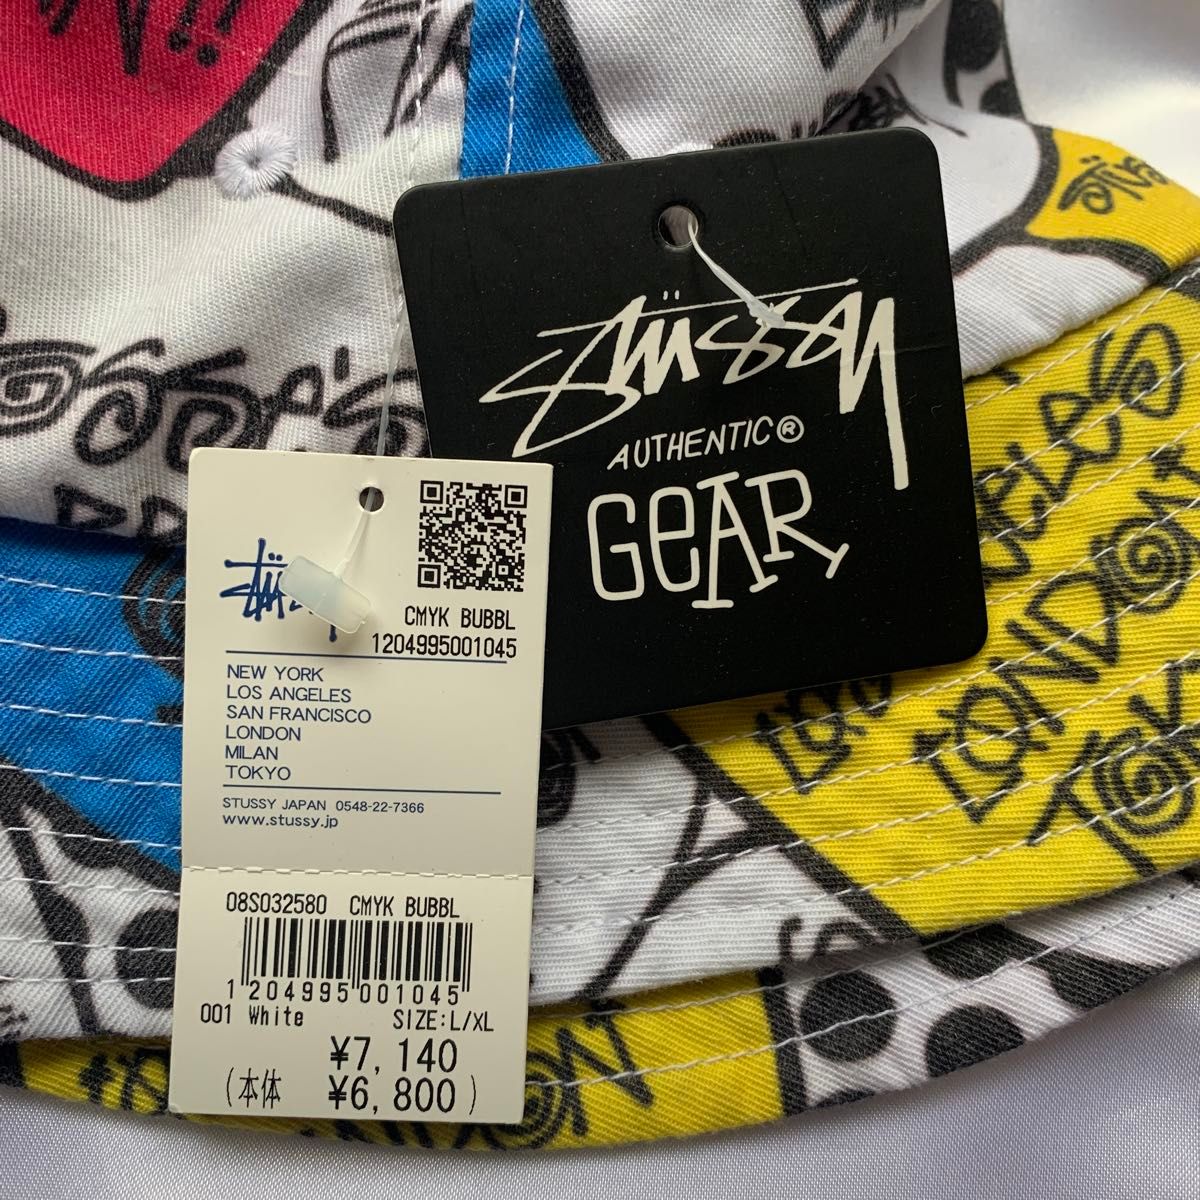 Stüssy
AUTHENTIC®
GEAR
CMYK BUBBL
1204995001045
NEW YORK
LOS ANGELES
SAN FRANCISCO
LONDON
MILAN
TOKYO
STUSSY JAPAN 0548-22-7366
www.stussy.jp
08S032580 CMYK BUBBL
1 204995 001045
001 White SIZE:L/XL
¥7,140
(本体 ¥6,800)
LONDON